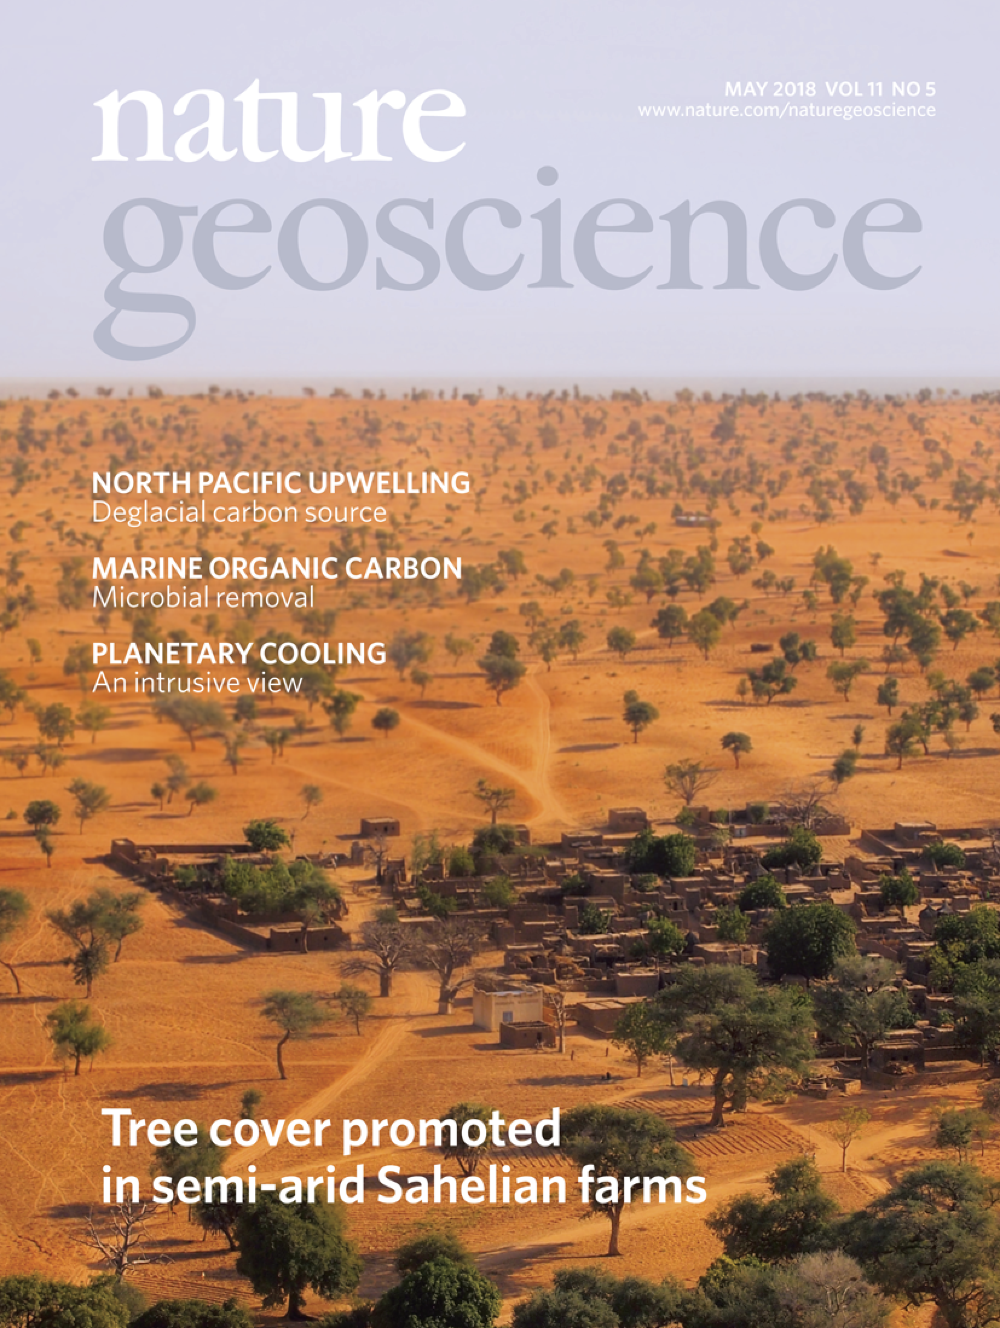 nature
MAY 2018 VOL 11 NO 5
www.nature.com/naturegeoscience
geoscience
NORTH PACIFIC UPWELLING
Deglacial carbon source
MARINE ORGANIC CARBON
Microbial removal
PLANETARY COOLING
An intrusive view
Tree cover promoted
in semi-arid Sahelian farms